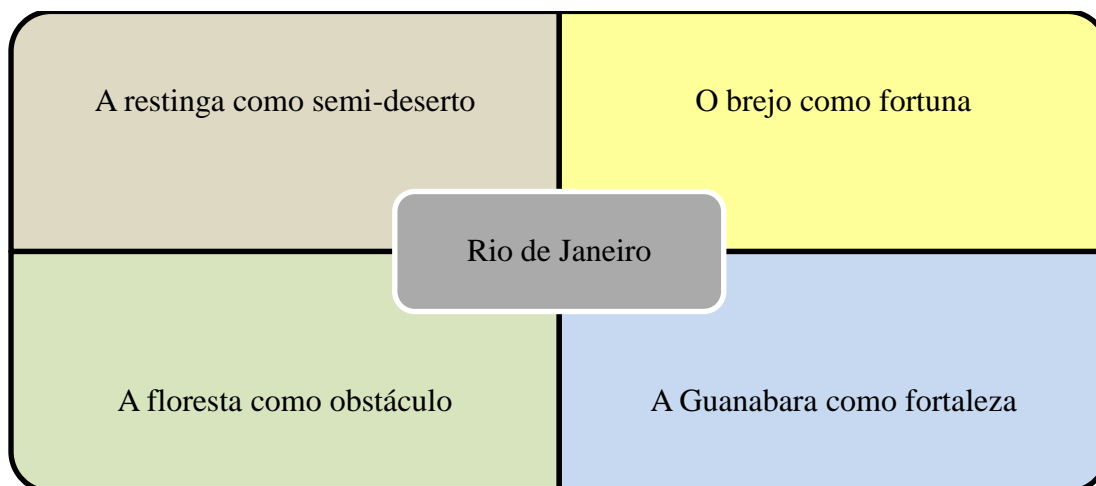 A restinga como semi-deserto
O brejo como fortuna
Rio de Janeiro
A floresta como obstáculo
A Guanabara como fortaleza